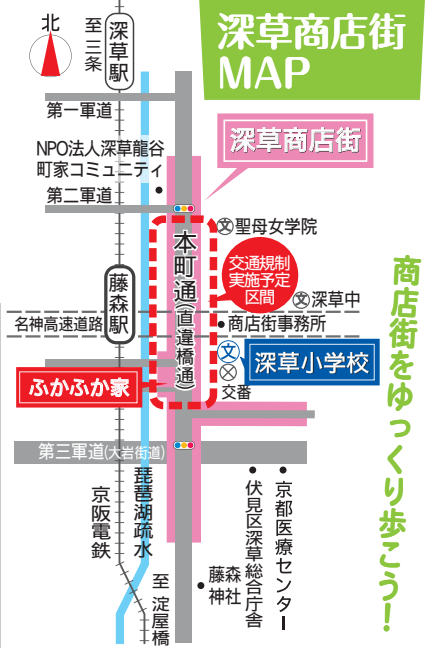 深草商店街
MAP
北
至三条
深草駅
第一軍道
深草商店街
NPO法人深草龍谷
町家コミュニティ
第二軍道
文聖母女学院
本町通(直違橋通)
交通規制
実施予定
区間
文深草中
藤森駅
名神高速道路
商店街事務所
文
深草小学校
交番
ふかふか家
商店街をゆっくり歩こう!
第三軍道(大岩街道)
京阪電鉄
琵琶湖疏水
至淀屋橋
藤森
神社
伏見区深草総合庁舎
京都医療センター